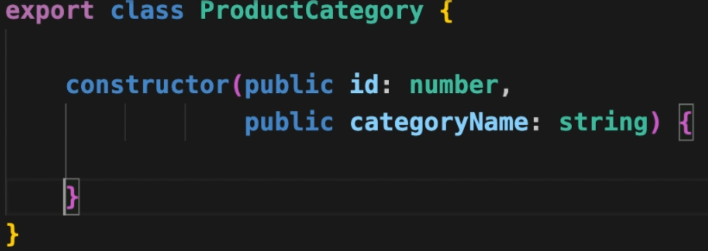 export class ProductCategory {
constructor(public id: number,
public categoryName: string) {
}
}